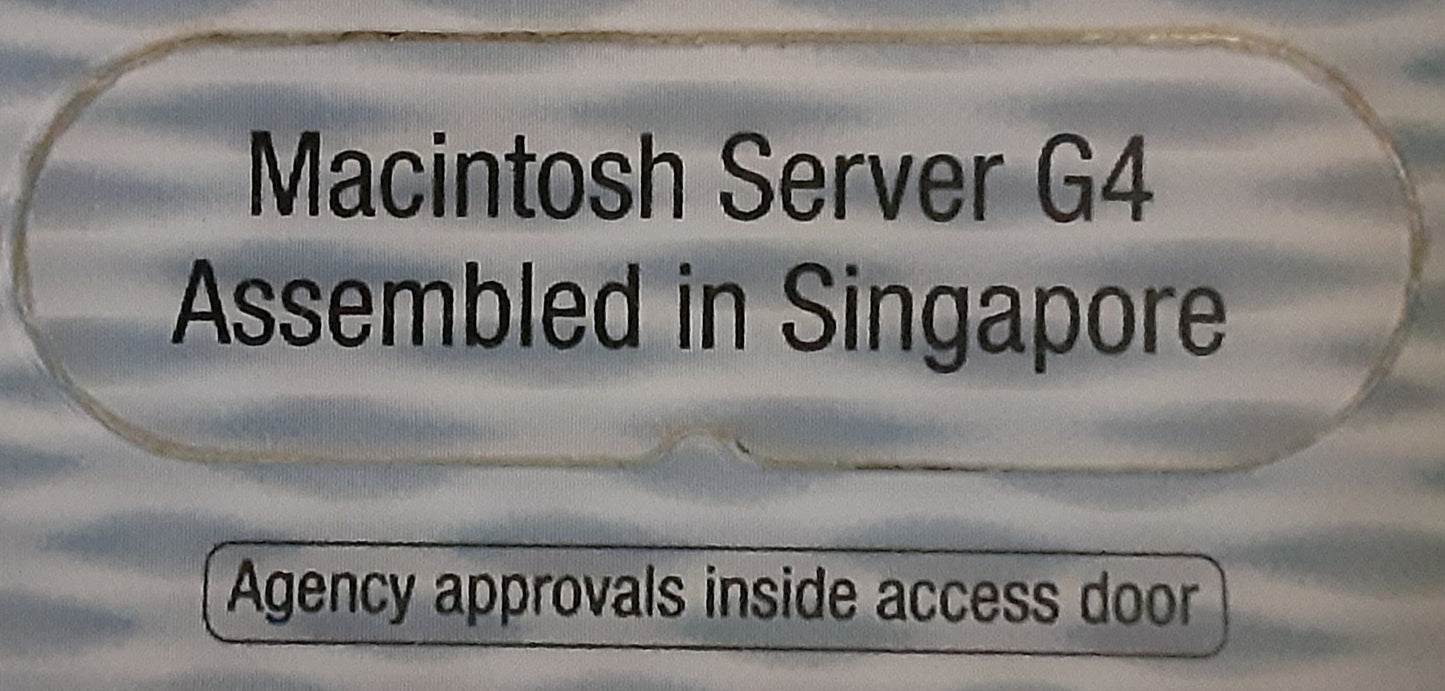 Macintosh Server G4
Assembled in Singapore
Agency approvals inside access door